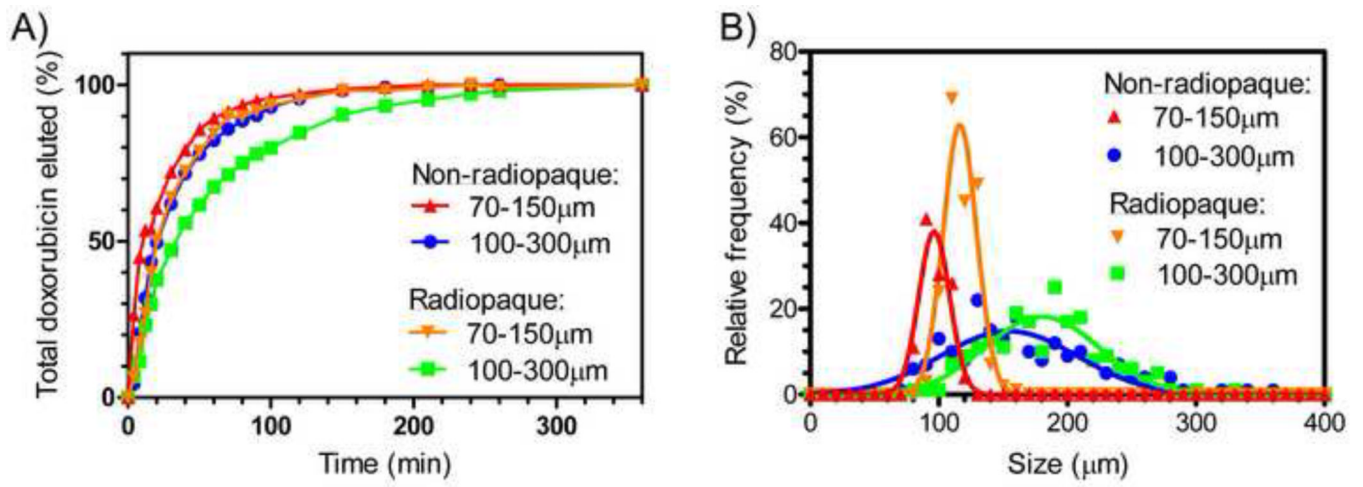 A)
Total doxorubicin eluted (%)
100
50
0
0 100 200 300
Time (min)
Non-radiopaque:
70-150μm
100-300μm
Radiopaque:
70-150μm
100-300μm
B)
Relative frequency (%)
80
60
40
20
0
0 100 200 300 400
Size (μm)
Non-radiopaque:
70-150μm
100-300μm
Radiopaque:
70-150μm
100-300μm